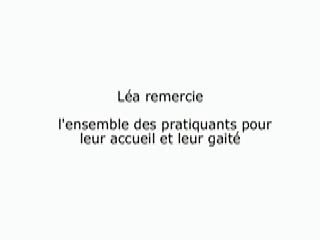 Léa remercie
l'ensemble des pratiquants pour
leur accueil et leur gaité